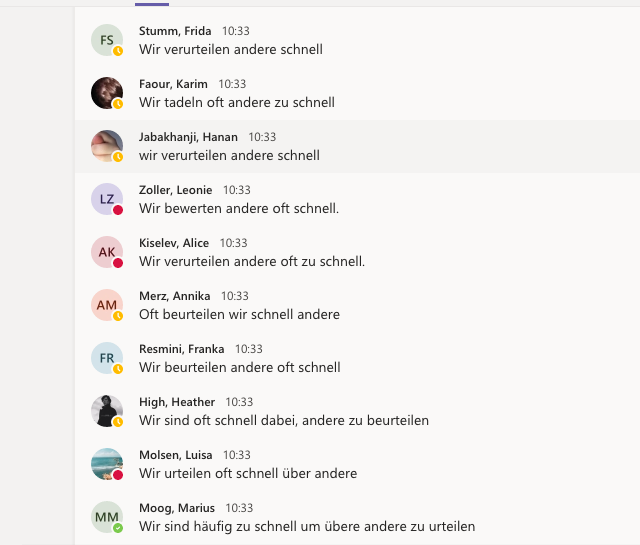 FS
Stumm, Frida 10:33
Wir verurteilen andere schnell
Faour, Karim 10:33
Wir tadeln oft andere zu schnell
Jabakhanji, Hanan 10:33
wir verurteilen andere schnell
LZ
Zoller, Leonie 10:33
Wir bewerten andere oft schnell.
AK
Kiselev, Alice 10:33
Wir verurteilen andere oft zu schnell.
AM
Merz, Annika 10:33
Oft beurteilen wir schnell andere
FR
Resmini, Franka 10:33
Wir beurteilen andere oft schnell
High, Heather 10:33
Wir sind oft schnell dabei, andere zu beurteilen
Molsen, Luisa 10:33
Wir urteilen oft schnell über andere
MM
Moog, Marius 10:33
Wir sind häufig zu schnell um übere andere zu urteilen